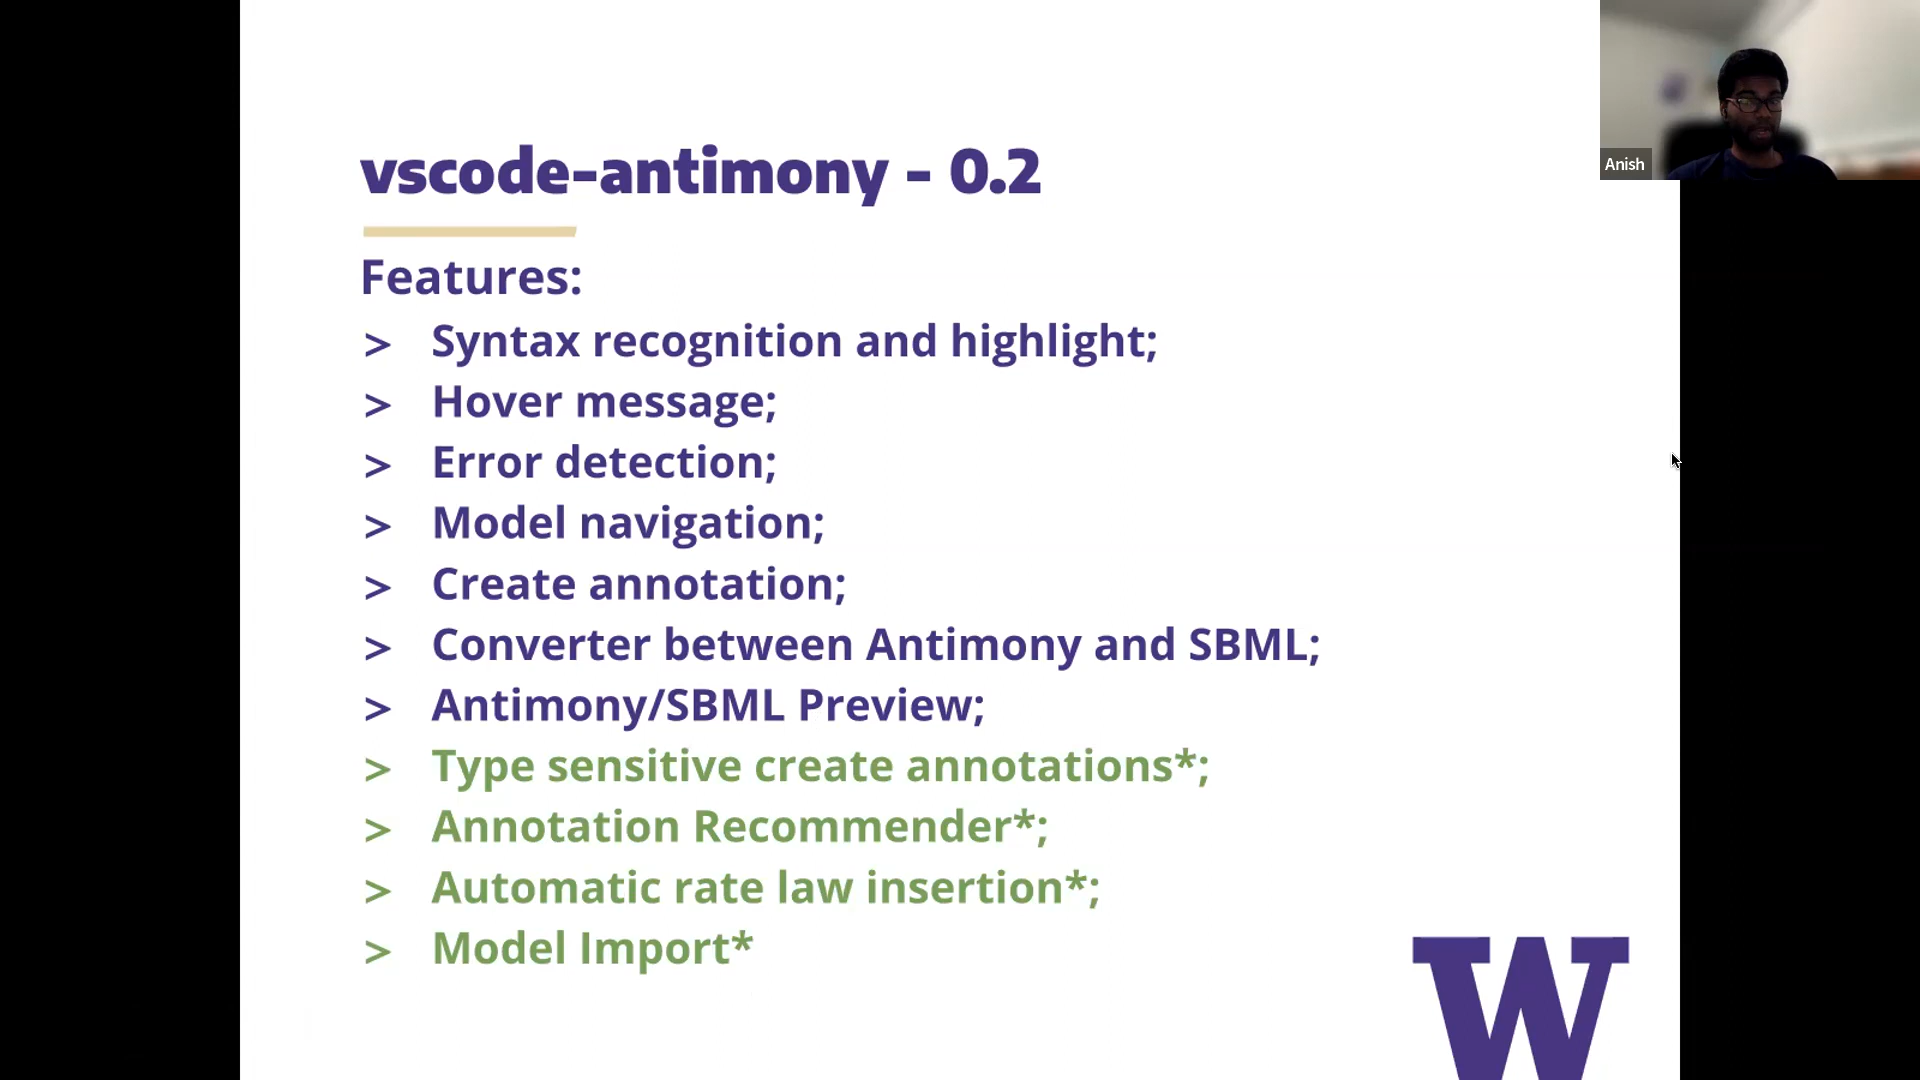 vscode-antimony - 0.2
Features:
> Syntax recognition and highlight;
> Hover message;
> Error detection;
> Model navigation;
> Create annotation;
> Converter between Antimony and SBML;
> Antimony/SBML Preview;
> Type sensitive create annotations*;
> Annotation Recommender*;
> Automatic rate law insertion*;
> Model Import*
W
Anish